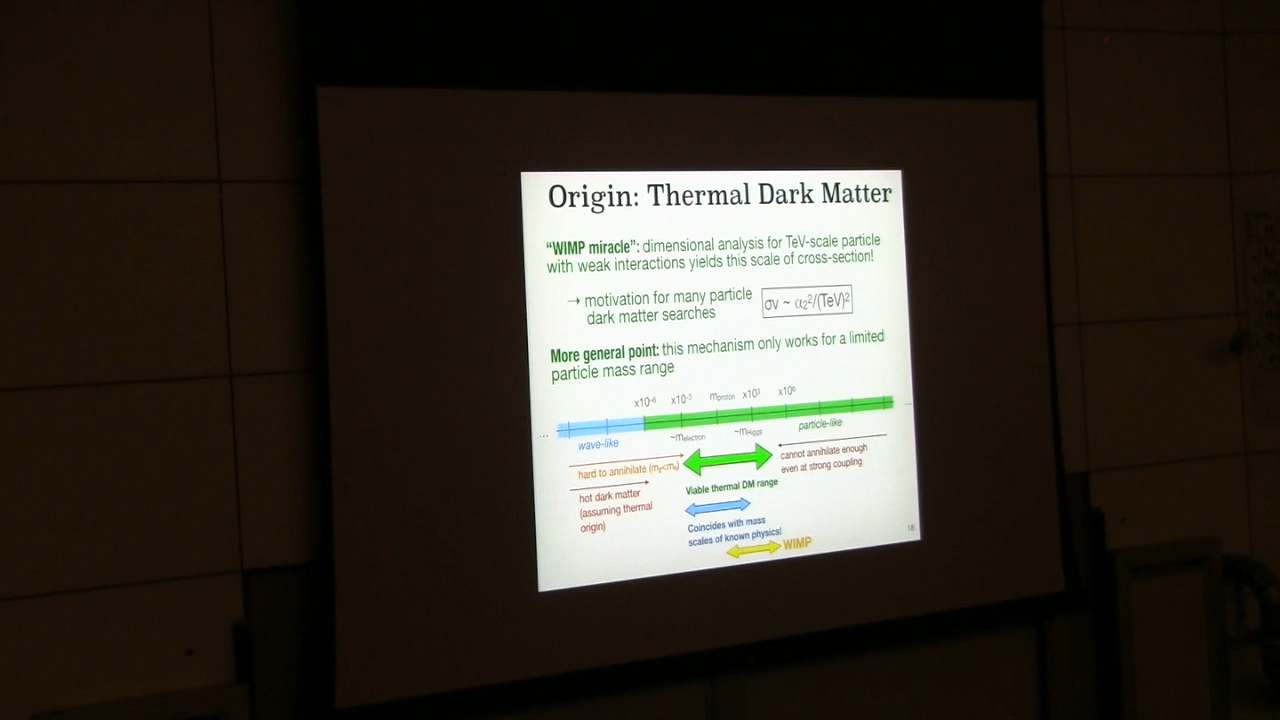 Origin: Thermal Dark Matter
“WIMP miracle”: dimensional analysis for TeV-scale particle
with weak interactions yields this scale of cross-section!
→ motivation for many particle
dark matter searches
σv ~ α₂²/(TeV)²
More general point: this mechanism only works for a limited
particle mass range
x10⁻⁶ x10⁻³ mproton x10³ x10⁶
... ...
wave-like ~melectron ~mHiggs particle-like
hard to annihilate (mχ<mₑ)
cannot annihilate enough
even at strong coupling
hot dark matter
(assuming thermal
origin)
Viable thermal DM range
Coincides with mass
scales of known physics!
WIMP
18